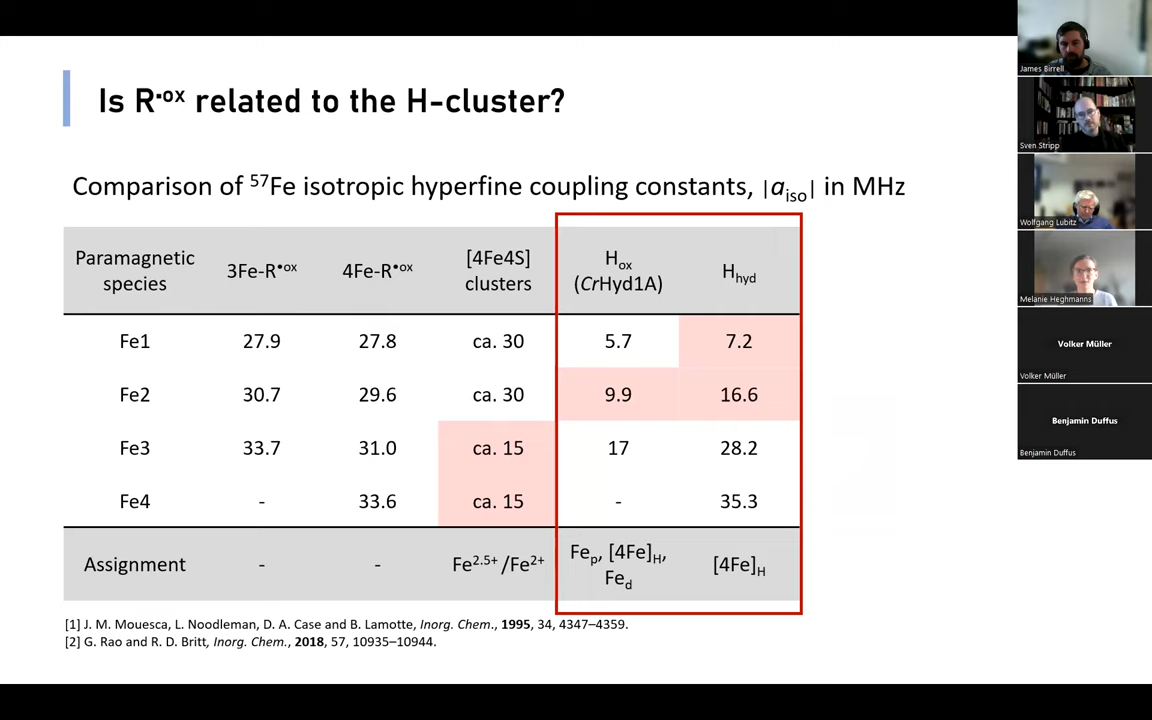 Is R•ox related to the H-cluster?
Comparison of 57Fe isotropic hyperfine coupling constants, |aiso| in MHz
Paramagnetic species 3Fe-R•ox 4Fe-R•ox [4Fe4S] clusters Hox (CrHyd1A) Hhyd
Fe1 27.9 27.8 ca. 30 5.7 7.2
Fe2 30.7 29.6 ca. 30 9.9 16.6
Fe3 33.7 31.0 ca. 15 17 28.2
Fe4 - 33.6 ca. 15 - 35.3
Assignment - - Fe2.5+/Fe2+ Fep, [4Fe]H, Fed [4Fe]H
[1] J. M. Mouesca, L. Noodleman, D. A. Case and B. Lamotte, Inorg. Chem., 1995, 34, 4347–4359.
[2] G. Rao and R. D. Britt, Inorg. Chem., 2018, 57, 10935–10944.
James Birrell
Sven Stripp
Wolfgang Lubitz
Melanie Heghmanns
Volker Müller
Volker Müller
Benjamin Duffus
Benjamin Duffus